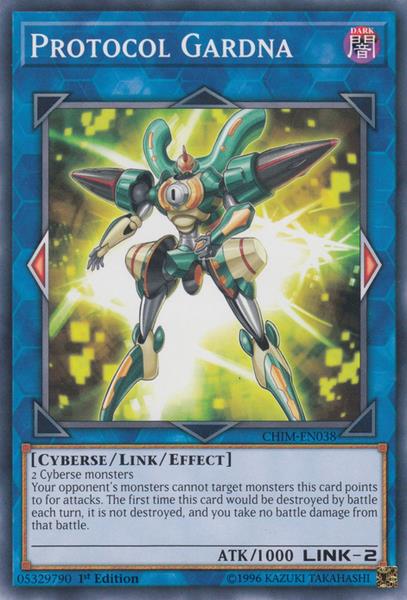 PROTOCOL GARDNA
DARK
闇
CHIM-EN038
[CYBERSE/LINK/EFFECT]
2 Cyberse monsters
Your opponent's monsters cannot target monsters this card points
to for attacks. The first time this card would be destroyed by battle
each turn, it is not destroyed, and you take no battle damage from
that battle.
ATK/1000 LINK-2
05329790 1st Edition ©1996 KAZUKI TAKAHASHI